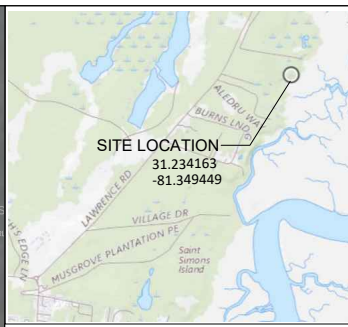 ALEDRU WA
BURNS LNDG
SITE LOCATION
31.234163
-81.349449
LAWRENCE RD
VILLAGE DR
H'S EDGE LN
MUSGROVE PLANTATION PE
Saint
Simons
Island